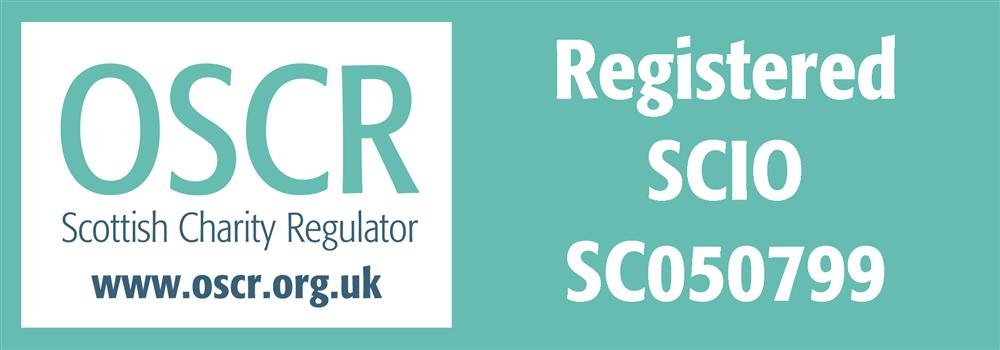 OSCR
Scottish Charity Regulator
www.oscr.org.uk
Registered
SCIO
SC050799